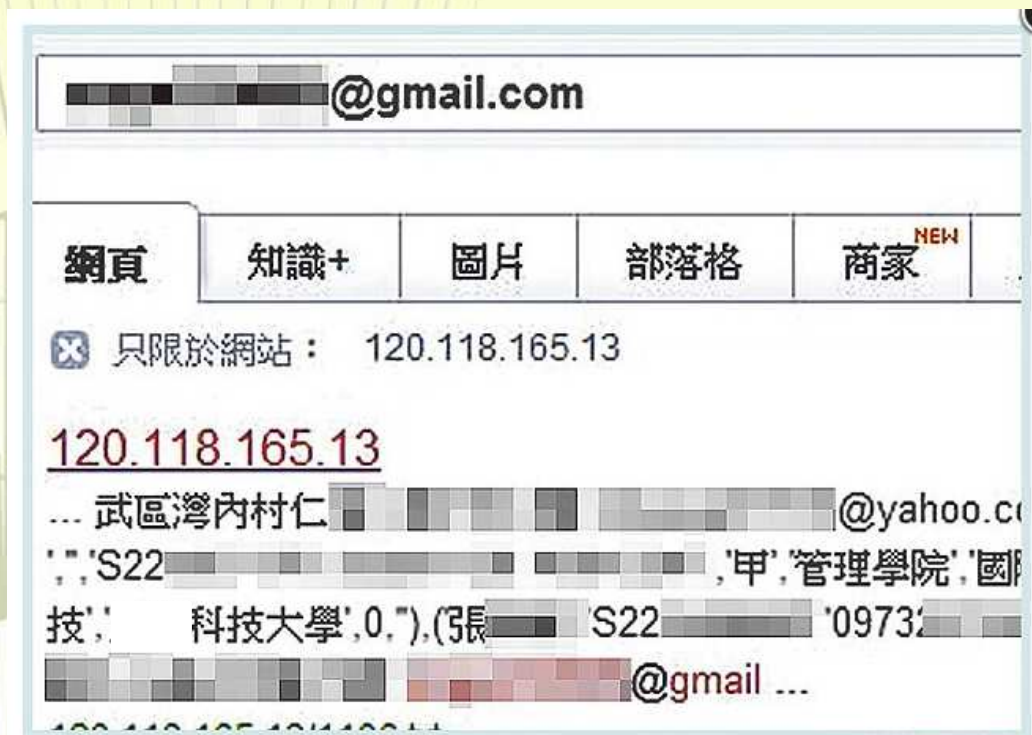 @gmail.com
網頁 知識+ 圖片 部落格 商家 NEW
只限於網站： 120.118.165.13
120.118.165.13
... 武區灣內村仁 @yahoo.c
','','S22 ,'甲','管理學院','國
技',' 科技大學',0,''),(張 'S22 '0973
@gmail ...